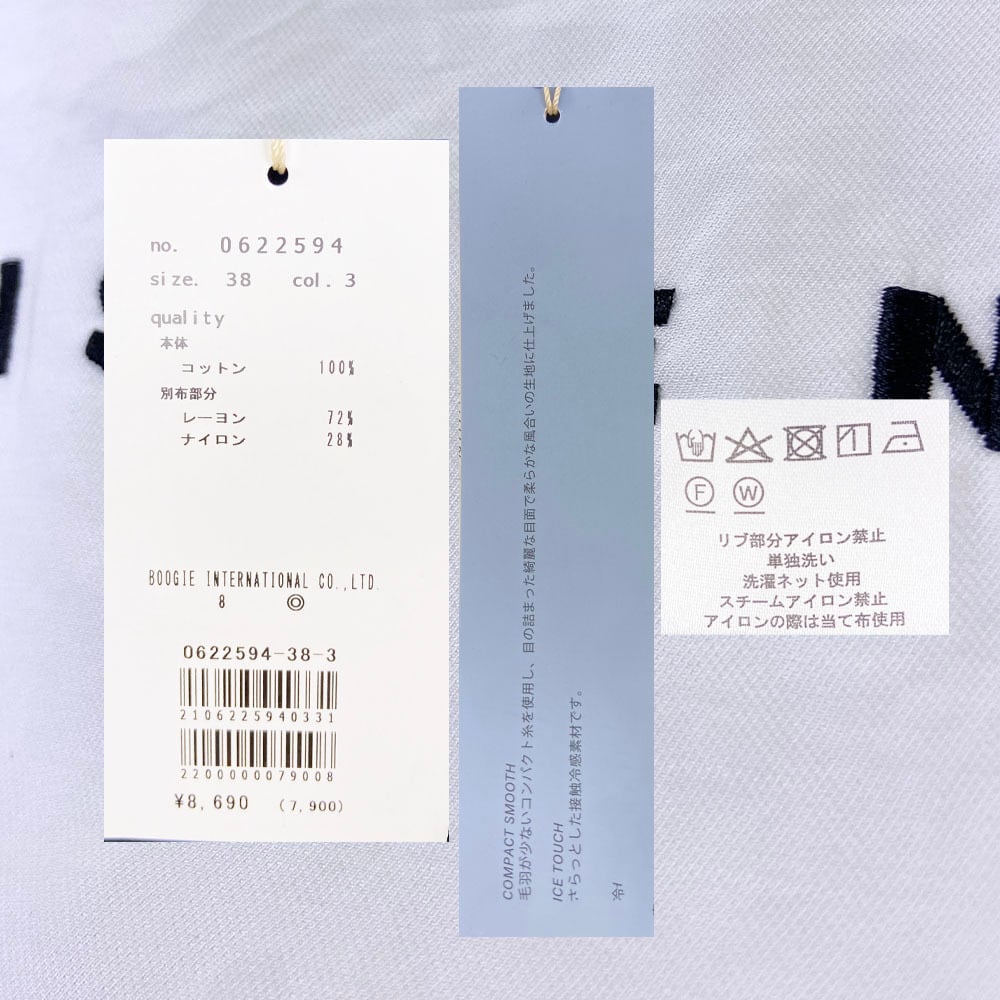 no. 0622594
size. 38 col. 3
quality
本体
コットン 100%
別布部分
レーヨン 72%
ナイロン 28%
BOOGIE INTERNATIONAL CO.,LTD.
8 ◎
0622594-38-3
2106225940331
2200000079008
¥8,690 (7,900)
COMPACT SMOOTH
毛羽が少ないコンパクト糸を使用し、目の詰まった綺麗な目面で柔らかな風合いの生地に仕上げました。
ICE TOUCH
さらっとした接触冷感素材です。
F W
リブ部分アイロン禁止
単独洗い
洗濯ネット使用
スチームアイロン禁止
アイロンの際は当て布使用
N